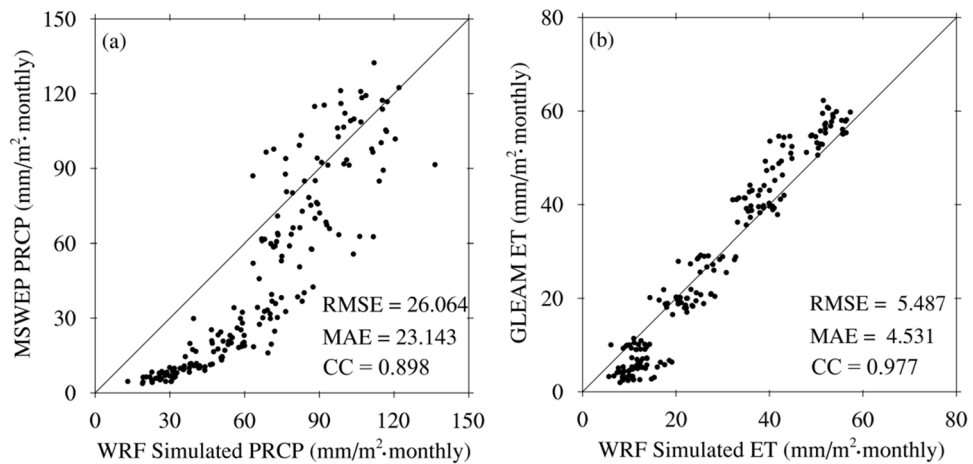 (a)
MSWEP PRCP (mm/m²·monthly)
150
120
90
60
30
0
RMSE = 26.064
MAE = 23.143
CC = 0.898
0 30 60 90 120 150
WRF Simulated PRCP (mm/m²·monthly)
(b)
GLEAM ET (mm/m²·monthly)
80
60
40
20
0
RMSE = 5.487
MAE = 4.531
CC = 0.977
0 20 40 60 80
WRF Simulated ET (mm/m²·monthly)